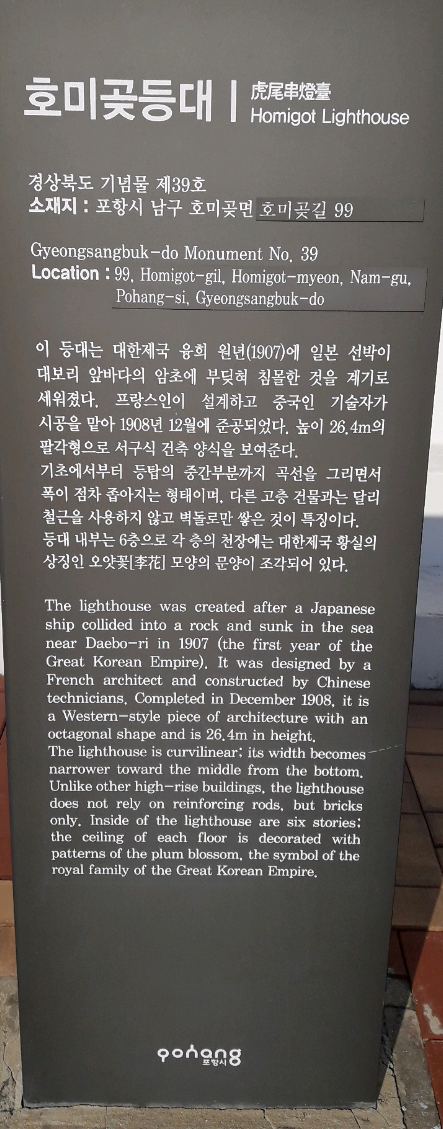 호미곶등대 | 虎尾串燈臺
Homigot Lighthouse
경상북도 기념물 제39호
소재지 : 포항시 남구 호미곶면 호미곶길 99
Gyeongsangbuk-do Monument No. 39
Location : 99, Homigot-gil, Homigot-myeon, Nam-gu,
Pohang-si, Gyeongsangbuk-do
이 등대는 대한제국 융희 원년(1907)에 일본 선박이
대보리 앞바다의 암초에 부딪혀 침몰한 것을 계기로
세워졌다. 프랑스인이 설계하고 중국인 기술자가
시공을 맡아 1908년 12월에 준공되었다. 높이 26.4m의
팔각형으로 서구식 건축 양식을 보여준다.
기초에서부터 등탑의 중간부분까지 곡선을 그리면서
폭이 점차 좁아지는 형태이며, 다른 고층 건물과는 달리
철근을 사용하지 않고 벽돌로만 쌓은 것이 특징이다.
등대 내부는 6층으로 각 층의 천장에는 대한제국 황실의
상징인 오얏꽃[李花] 모양의 문양이 조각되어 있다.
The lighthouse was created after a Japanese
ship collided into a rock and sunk in the sea
near Daebo-ri in 1907 (the first year of the
Great Korean Empire). It was designed by a
French architect and constructed by Chinese
technicians. Completed in December 1908, it is
a Western-style piece of architecture with an
octagonal shape and is 26.4m in height.
The lighthouse is curvilinear; its width becomes
narrower toward the middle from the bottom.
Unlike other high-rise buildings, the lighthouse
does not rely on reinforcing rods, but bricks
only. Inside of the lighthouse are six stories;
the ceiling of each floor is decorated with
patterns of the plum blossom, the symbol of the
royal family of the Great Korean Empire.
pohang
포항시